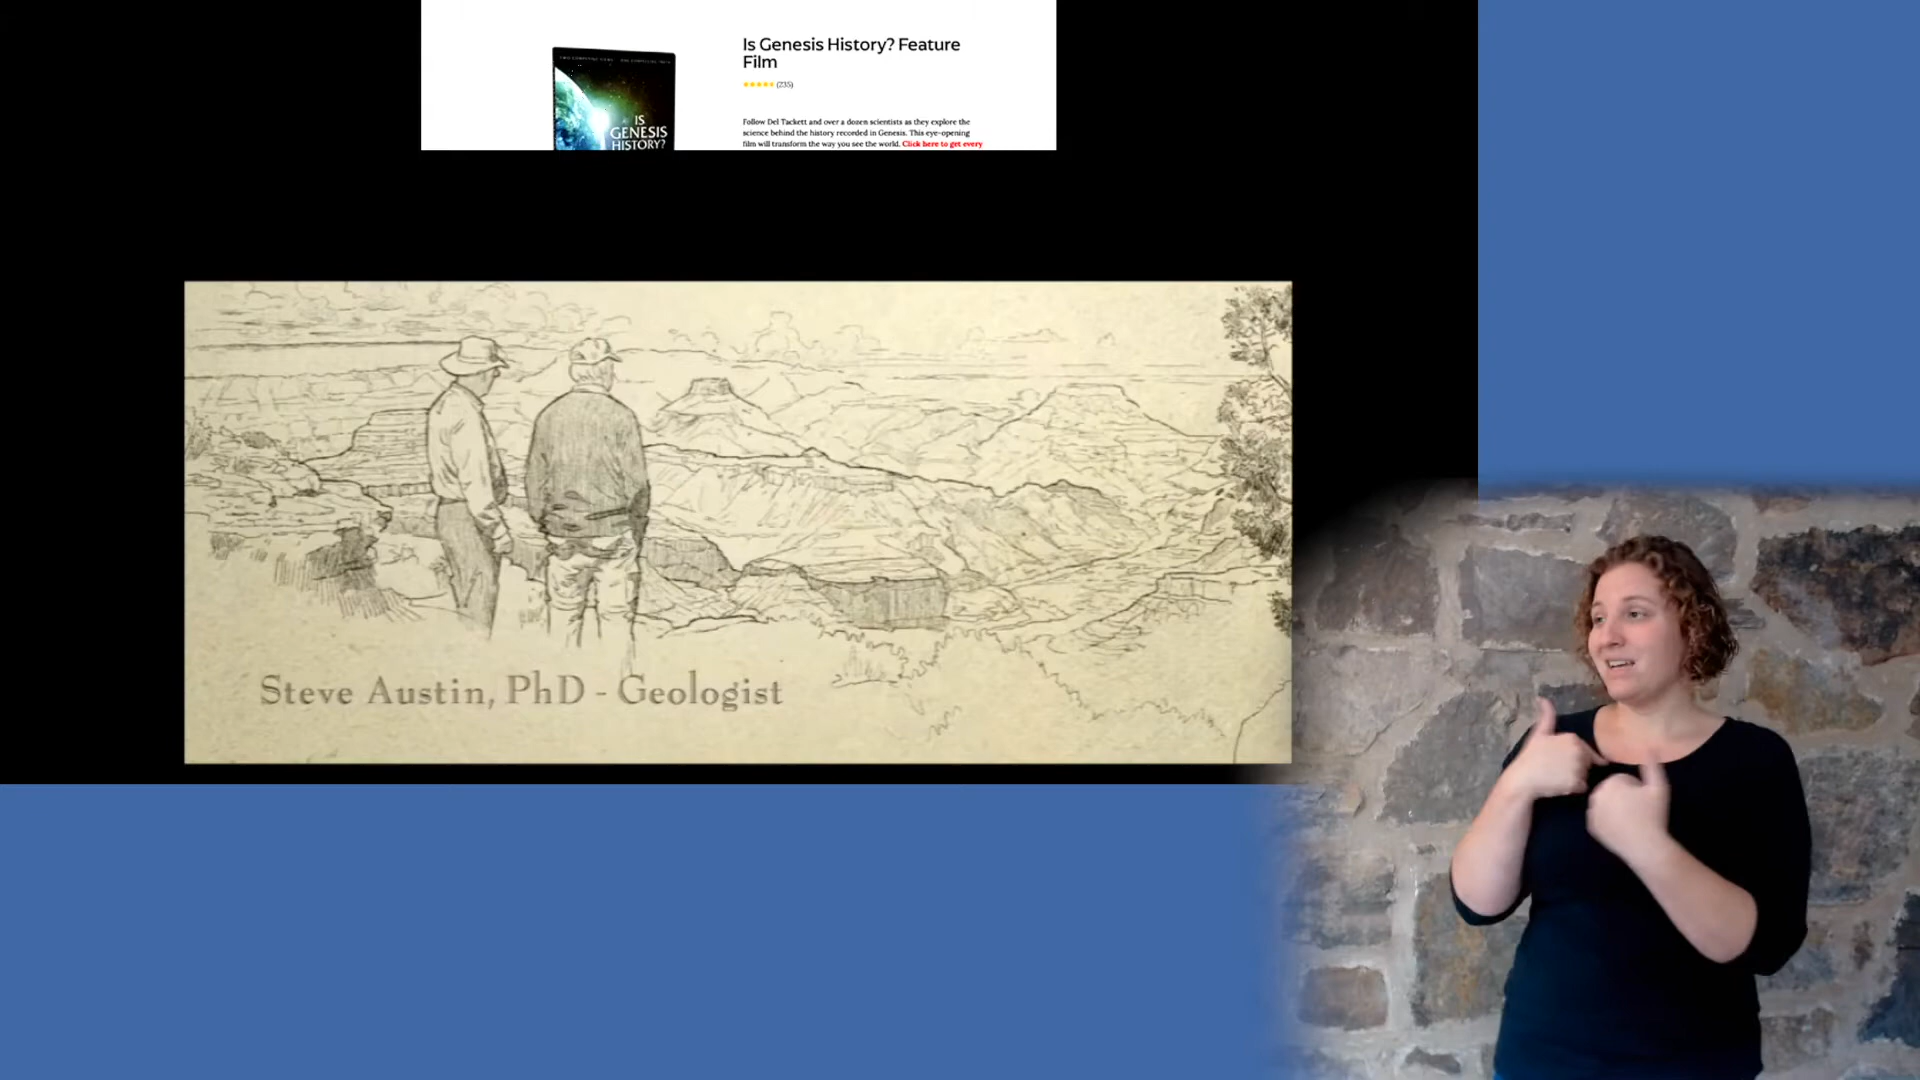 Is Genesis History? Feature
Film
(235)
Follow Del Tackett and over a dozen scientists as they explore the
science behind the history recorded in Genesis. This eye-opening
film will transform the way you see the world. Click here to get every
IS
GENESIS
HISTORY?
Steve Austin, PhD - Geologist